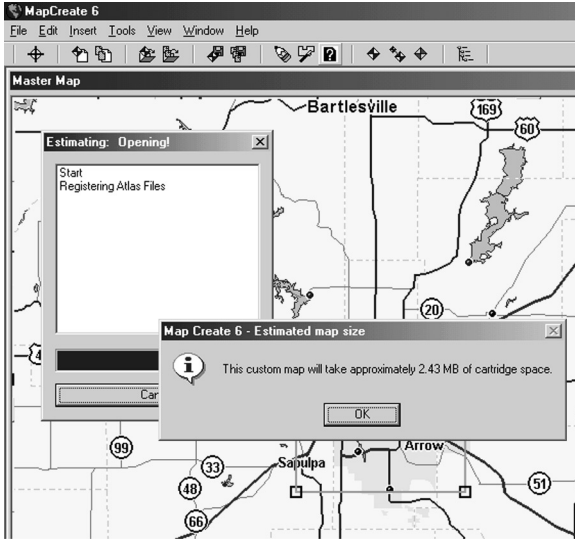 MapCreate 6
File Edit Insert Tools View Window Help
Master Map
Bartlesville
169
60
Estimating: Opening!
Start
Registering Atlas Files
20
Map Create 6 - Estimated map size
This custom map will take approximately 2.43 MB of cartridge space.
OK
4
Car
99
33
Sapulpa
Arrow
48
51
66